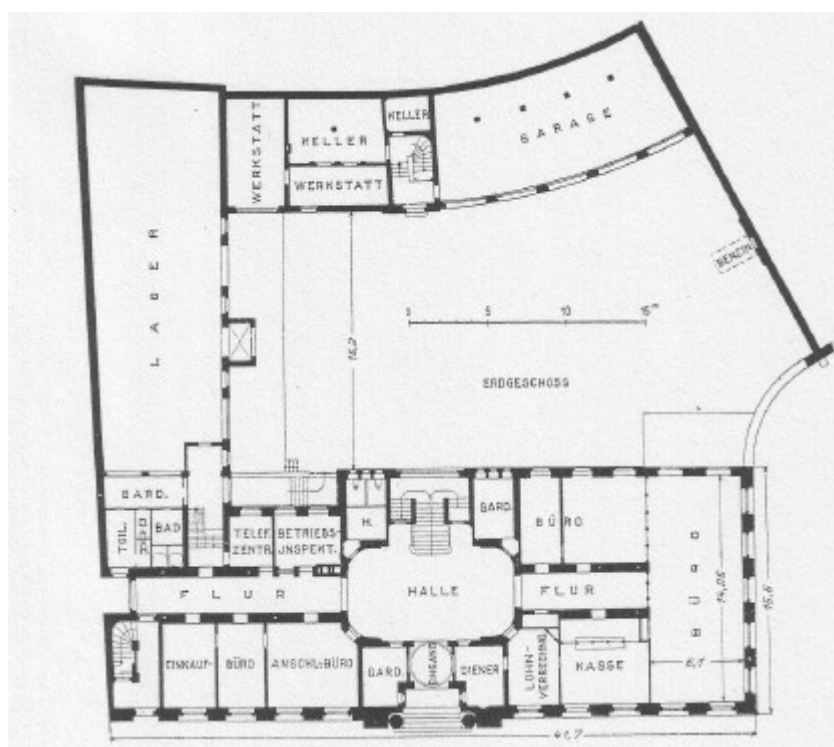 WERKSTATT
KELLER
KELLER
WERKSTATT
GARAGE
LAGER
BENZIN
0 5 10 15 m
16,2
ERDGESCHOSS
GARD.
TOIL.
BAD
TELEF.
ZENTR.
BETRIEBS-
JNSPEKT.
H.
GARD.
BÜRO
FLUR
HALLE
FLUR
BÜRO
14,05
15,6
6,1
EINKAUF-
BÜRO
ANSCHL.-BÜRO
GARD.
EINGANG
DIENER
LOHN-
VERRECHNG
KASSE
41,7